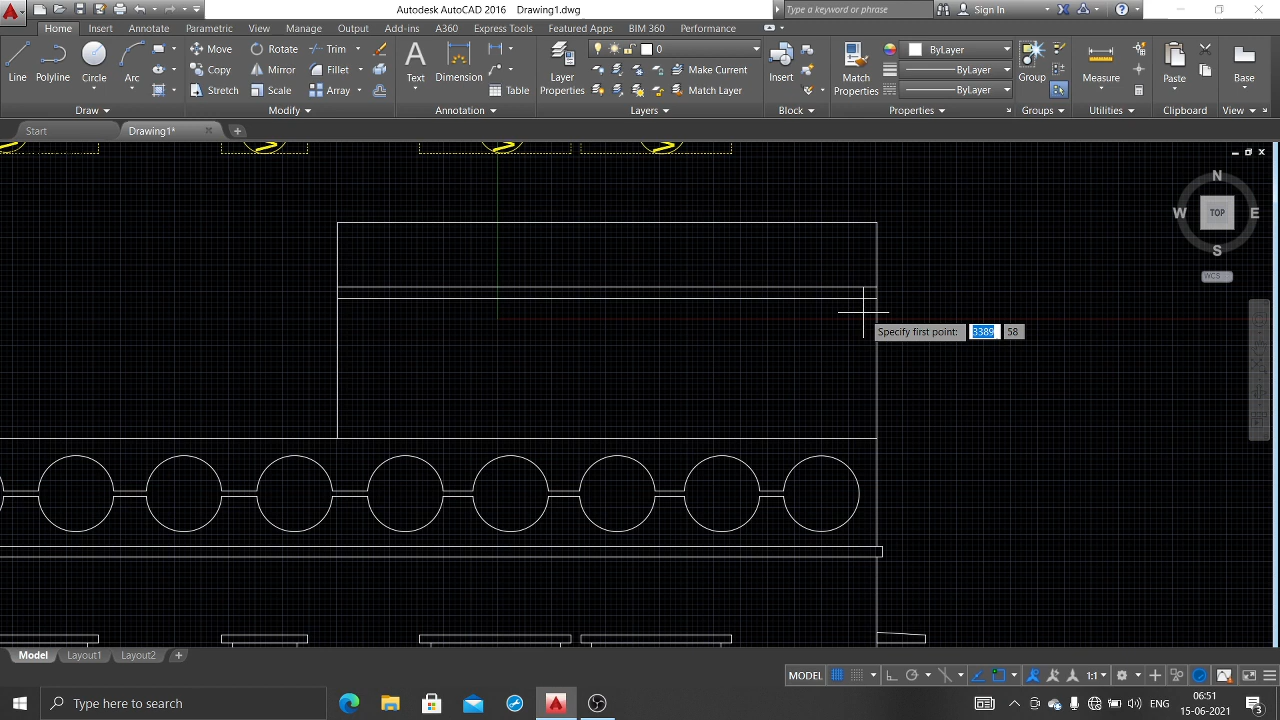 Autodesk AutoCAD 2016 Drawing1.dwg
Type a keyword or phrase
Sign In
Home Insert Annotate Parametric View Manage Output Add-ins A360 Express Tools Featured Apps BIM 360 Performance
Line
Polyline
Circle
Arc
Move
Rotate
Trim
Copy
Mirror
Fillet
Stretch
Scale
Array
Text
Dimension
Table
Layer
Properties
0
Make Current
Match Layer
Insert
Match
Properties
ByLayer
ByLayer
ByLayer
Group
Measure
Paste
Base
Draw Modify Annotation Layers Block Properties Groups Utilities Clipboard View
Start Drawing1*
N
W TOP E
S
WCS
Specify first point: 3389 58
Model Layout1 Layout2
MODEL 1:1
Type here to search
ENG
06:51
15-06-2021
3